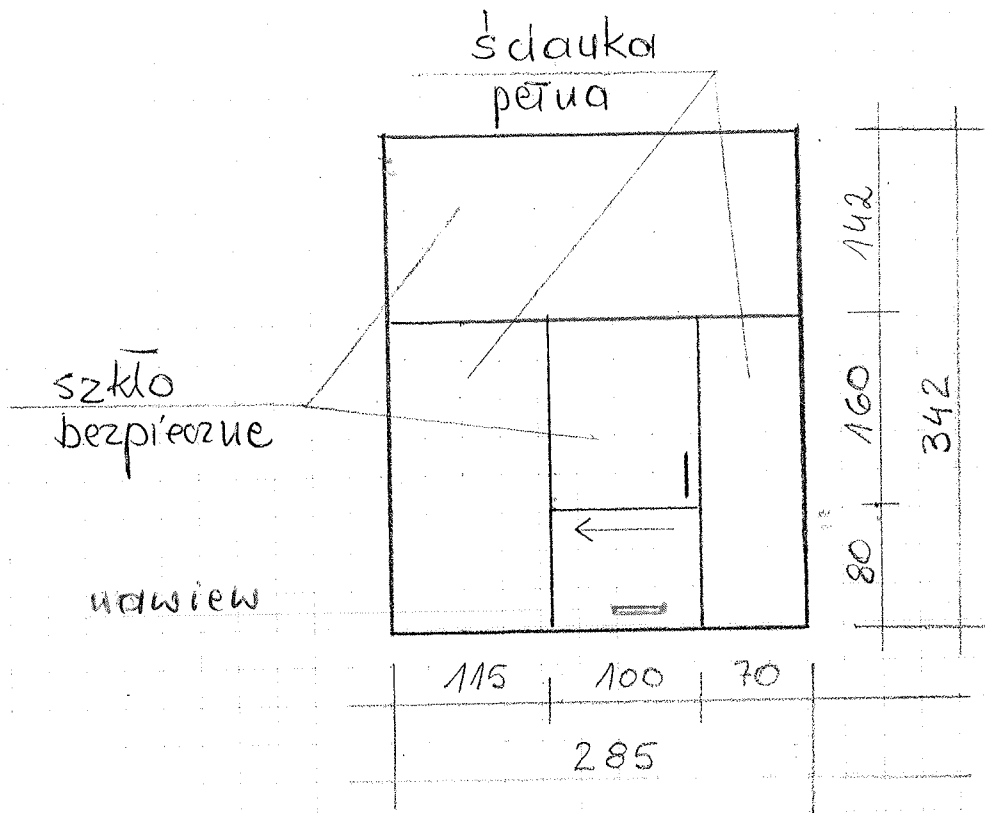 ścianka
pełna
142
szkło
bezpieczne
160
342
80
nawiew
115 100 70
285